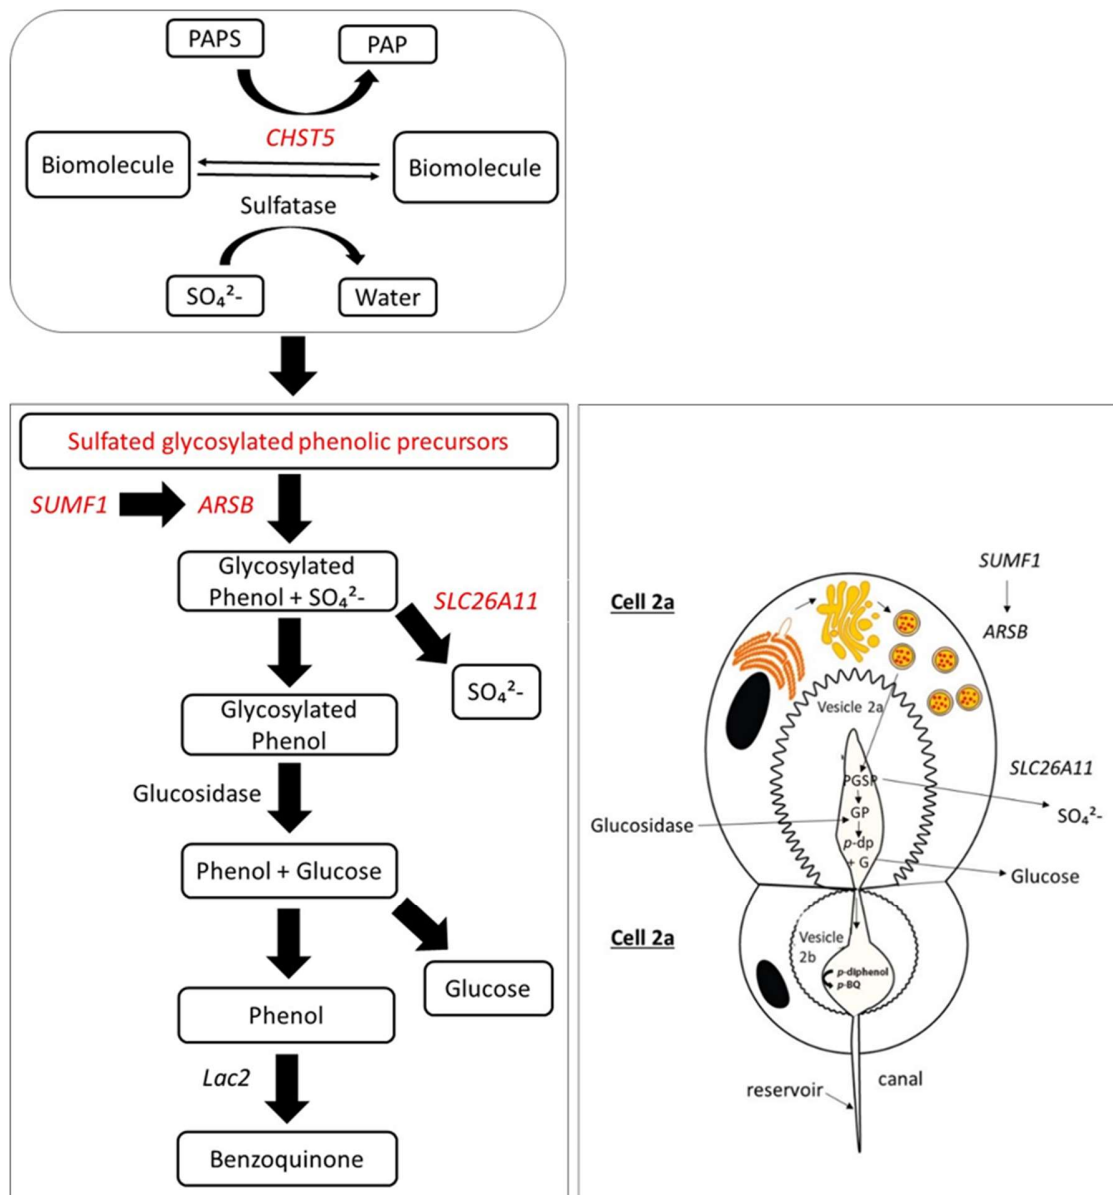 PAPS
PAP
CHST5
Biomolecule
Biomolecule
Sulfatase
SO₄²-
Water
Sulfated glycosylated phenolic precursors
SUMF1
ARSB
Glycosylated
Phenol + SO₄²-
SLC26A11
SO₄²-
Glycosylated
Phenol
Glucosidase
Phenol + Glucose
Glucose
Phenol
Lac2
Benzoquinone
SUMF1
Cell 2a
ARSB
Vesicle 2a
SLC26A11
PGSP
SO₄²-
GP
Glucosidase
p-dp
+ G
Glucose
Cell 2a
Vesicle
2b
p-diphenol
p-BQ
canal
reservoir